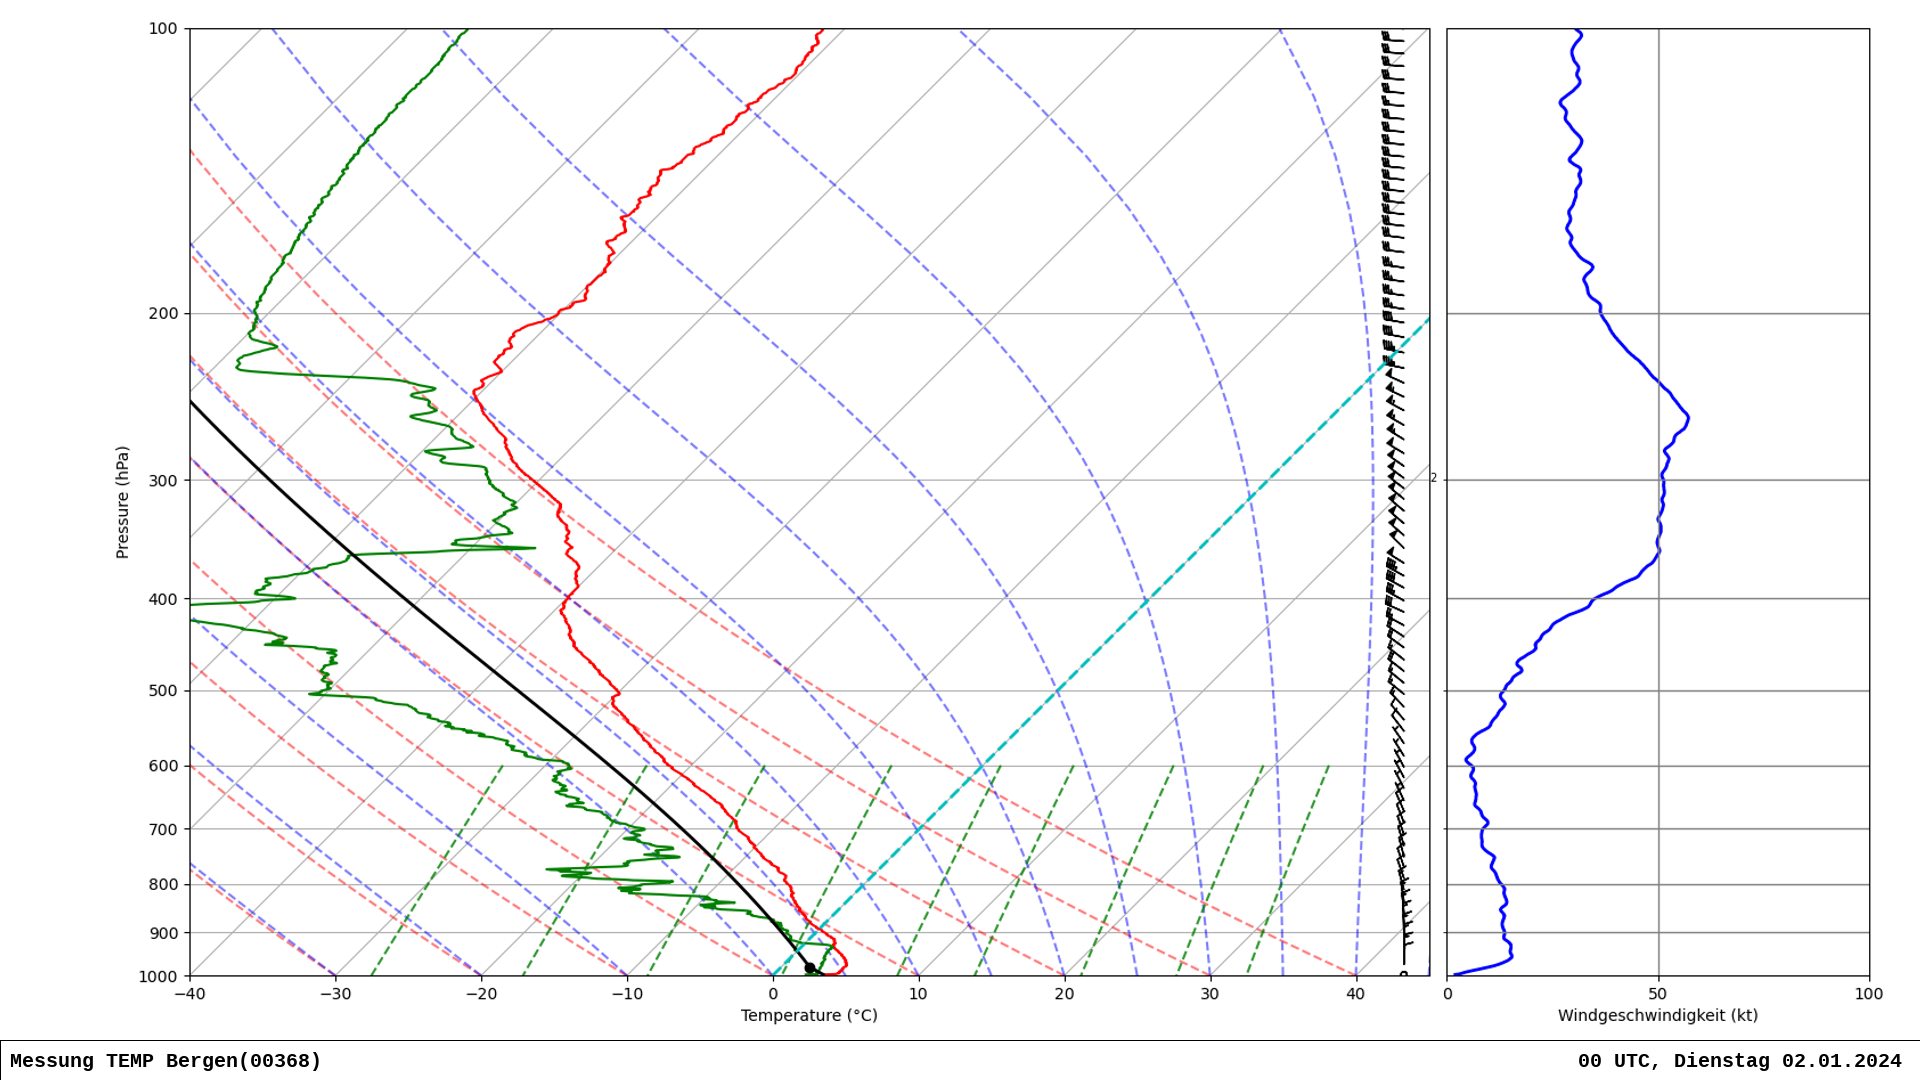 100
200
300
400
500
600
700
800
900
1000
Pressure (hPa)
−40 −30 −20 −10 0 10 20 30 40
Temperature (°C)
2
0 50 100
Windgeschwindigkeit (kt)
Messung TEMP Bergen(00368)
00 UTC, Dienstag 02.01.2024